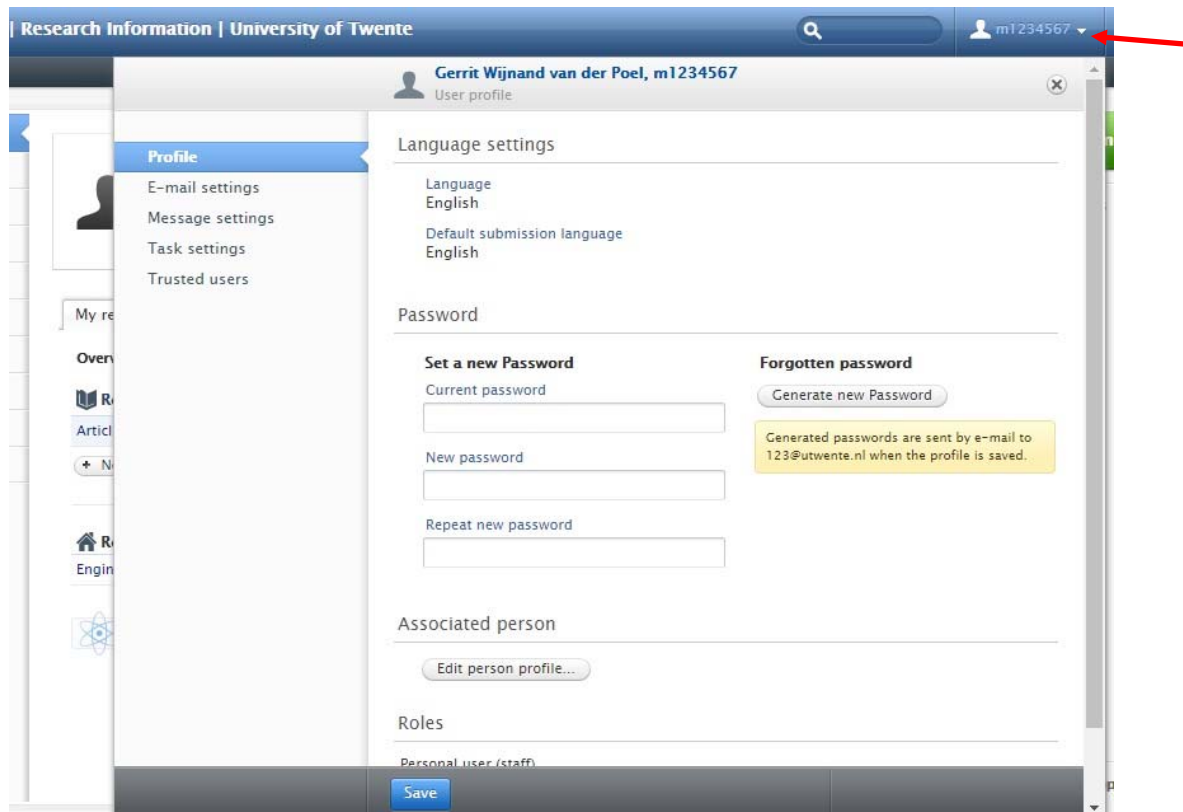 | Research Information | University of Twente
m1234567
Gerrit Wijnand van der Poel, m1234567
User profile
Profile
E-mail settings
Message settings
Task settings
Trusted users
Language settings
Language
English
Default submission language
English
Password
Set a new Password
Current password
New password
Repeat new password
Forgotten password
Generate new Password
Generated passwords are sent by e-mail to
123@utwente.nl when the profile is saved.
Associated person
Edit person profile...
Roles
Personal user (staff)
Save
My re
Overv
R
Articl
+ N
R
Engin